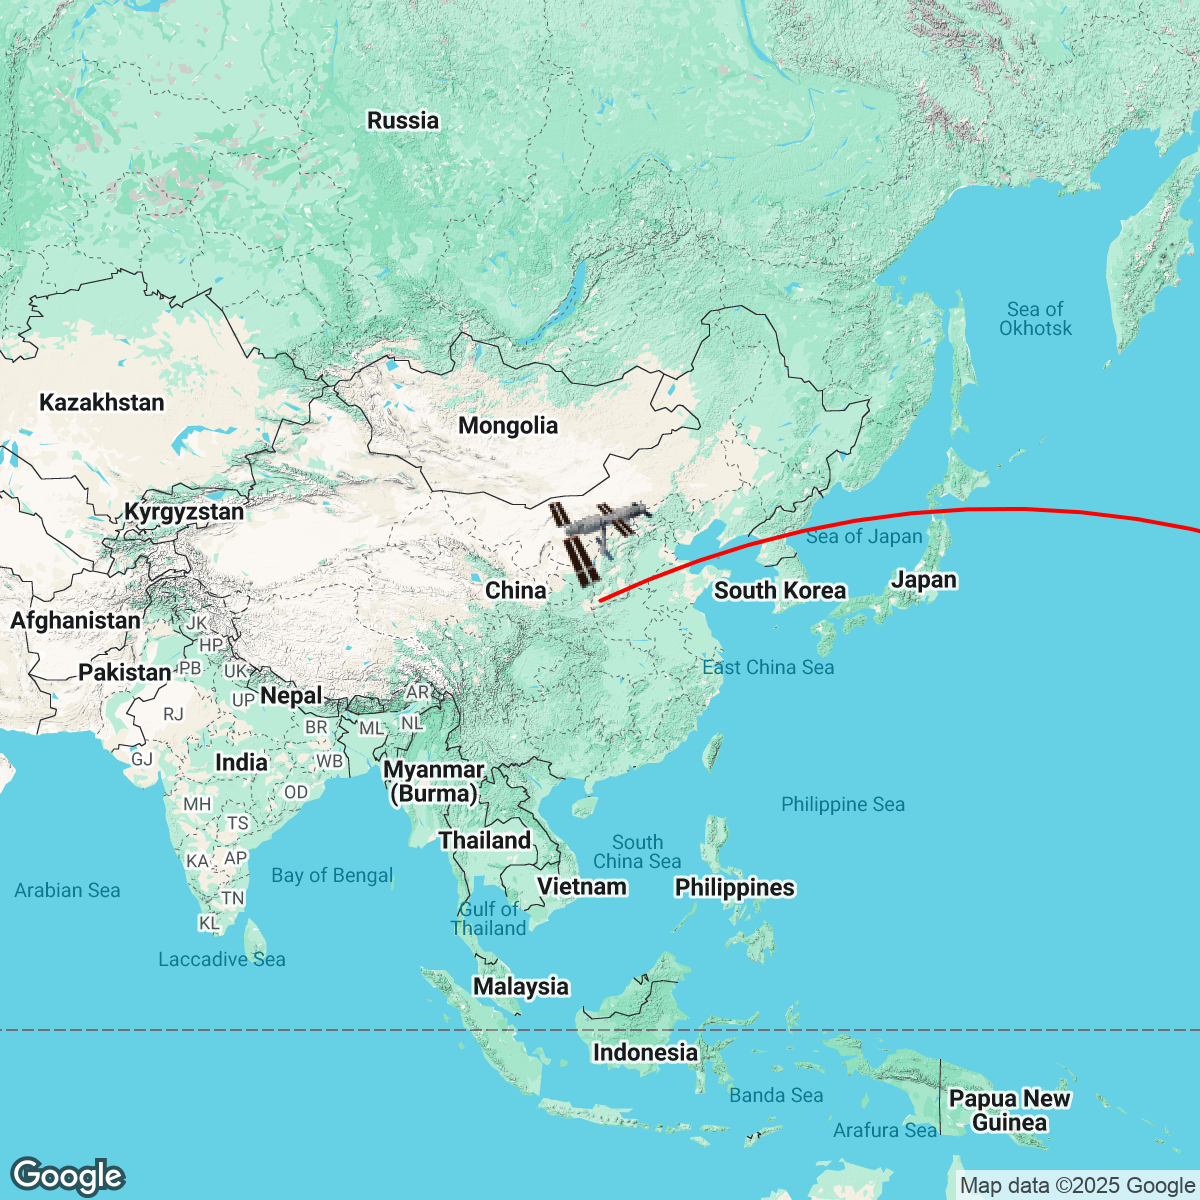 Russia
Sea of
Okhotsk
Kazakhstan
Mongolia
Kyrgyzstan
Sea of Japan
China
South Korea
Japan
Afghanistan
JK
HP
Pakistan
PB
UK
East China Sea
UP
Nepal
AR
RJ
BR
ML
NL
GJ
India
WB
Myanmar
(Burma)
OD
MH
Philippine Sea
TS
Thailand
South
China Sea
KA
AP
Bay of Bengal
Vietnam
Philippines
Arabian Sea
TN
Gulf of
Thailand
KL
Laccadive Sea
Malaysia
Indonesia
Banda Sea
Papua New
Guinea
Arafura Sea
Google
Map data ©2025 Google